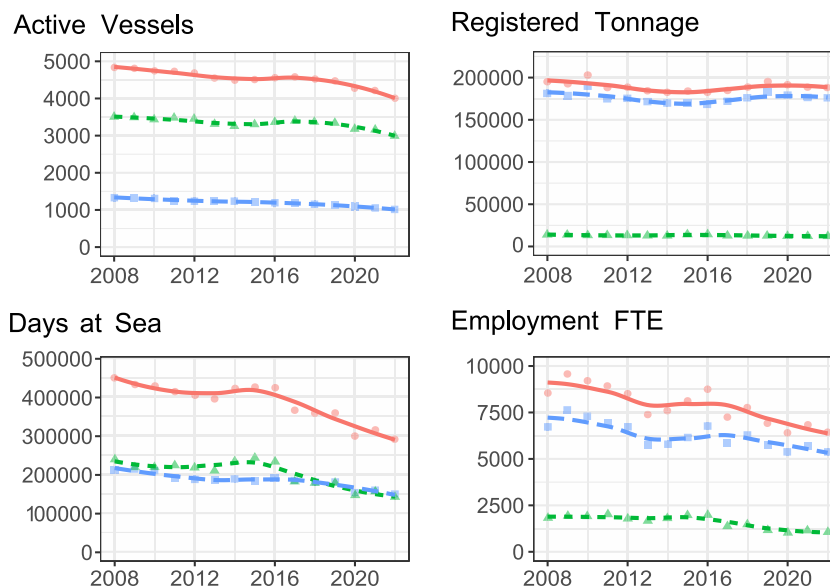 Active Vessels
5000
4000
3000
2000
1000
0
2008 2012 2016 2020
Registered Tonnage
200000
150000
100000
50000
0
2008 2012 2016 2020
Days at Sea
500000
400000
300000
200000
100000
0
2008 2012 2016 2020
Employment FTE
10000
7500
5000
2500
0
2008 2012 2016 2020